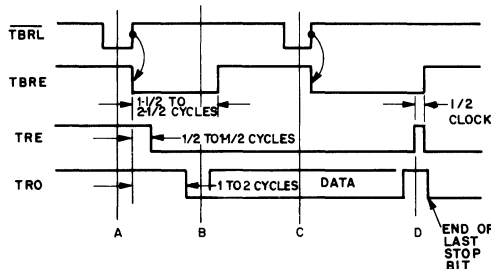 TBRL
TBRE
1-1/2 TO
2-1/2 CYCLES
1/2
CLOCK
TRE
1/2 TO 1-1/2 CYCLES
TRO
1 TO 2 CYCLES
DATA
A
B
C
D
END OF
LAST
STOP
BIT